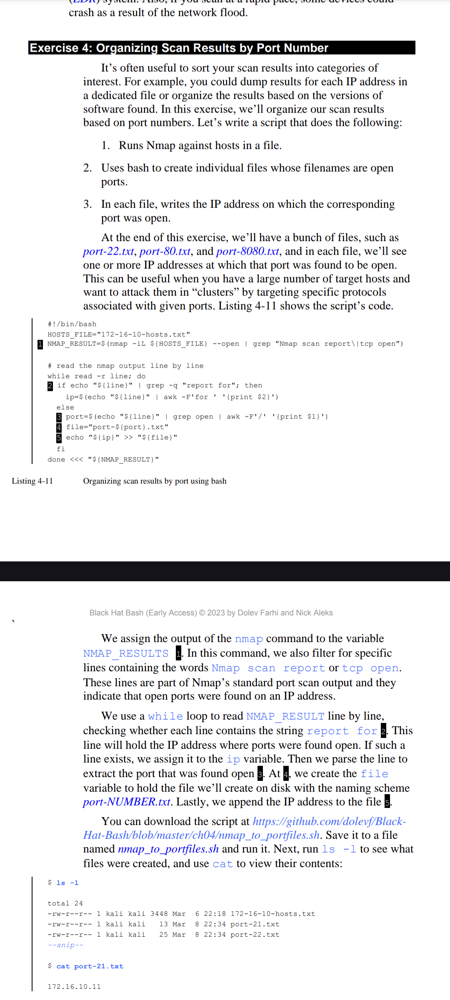 crash as a result of the network flood.
Exercise 4: Organizing Scan Results by Port Number
It’s often useful to sort your scan results into categories of
interest. For example, you could dump results for each IP address in
a dedicated file or organize the results based on the versions of
software found. In this exercise, we’ll organize our scan results
based on port numbers. Let’s write a script that does the following:
1. Runs Nmap against hosts in a file.
2. Uses bash to create individual files whose filenames are open
ports.
3. In each file, writes the IP address on which the corresponding
port was open.
At the end of this exercise, we’ll have a bunch of files, such as
port-22.txt, port-80.txt, and port-8080.txt, and in each file, we’ll see
one or more IP addresses at which that port was found to be open.
This can be useful when you have a large number of target hosts and
want to attack them in “clusters” by targeting specific protocols
associated with given ports. Listing 4-11 shows the script’s code.
#!/bin/bash
HOSTS_FILE="172-16-10-hosts.txt"
1 NMAP_RESULT=$(nmap -iL ${HOSTS_FILE} --open | grep "Nmap scan report\|tcp open")
# read the nmap output line by line
while read -r line; do
2 if echo "${line}" | grep -q "report for"; then
ip=$(echo "${line}" | awk -F'for ' '{print $2}')
else
3 port=$(echo "${line}" | grep open | awk -F'/' '{print $1}')
4 file="port-${port}.txt"
5 echo "${ip}" >> "${file}"
fi
done <<< "${NMAP_RESULT}"
Listing 4-11 Organizing scan results by port using bash
Black Hat Bash (Early Access) © 2023 by Dolev Farhi and Nick Aleks
`
We assign the output of the nmap command to the variable
NMAP_RESULTS 1. In this command, we also filter for specific
lines containing the words Nmap scan report or tcp open.
These lines are part of Nmap’s standard port scan output and they
indicate that open ports were found on an IP address.
We use a while loop to read NMAP_RESULT line by line,
checking whether each line contains the string report for 2. This
line will hold the IP address where ports were found open. If such a
line exists, we assign it to the ip variable. Then we parse the line to
extract the port that was found open 3. At 4, we create the file
variable to hold the file we’ll create on disk with the naming scheme
port-NUMBER.txt. Lastly, we append the IP address to the file 5.
You can download the script at https://github.com/dolevf/Black-
Hat-Bash/blob/master/ch04/nmap_to_portfiles.sh. Save it to a file
named nmap_to_portfiles.sh and run it. Next, run ls -l to see what
files were created, and use cat to view their contents:
$ ls -l
total 24
-rw-r--r-- 1 kali kali 3448 Mar 6 22:18 172-16-10-hosts.txt
-rw-r--r-- 1 kali kali 13 Mar 8 22:34 port-21.txt
-rw-r--r-- 1 kali kali 25 Mar 8 22:34 port-22.txt
--snip--
$ cat port-21.txt
172.16.10.11